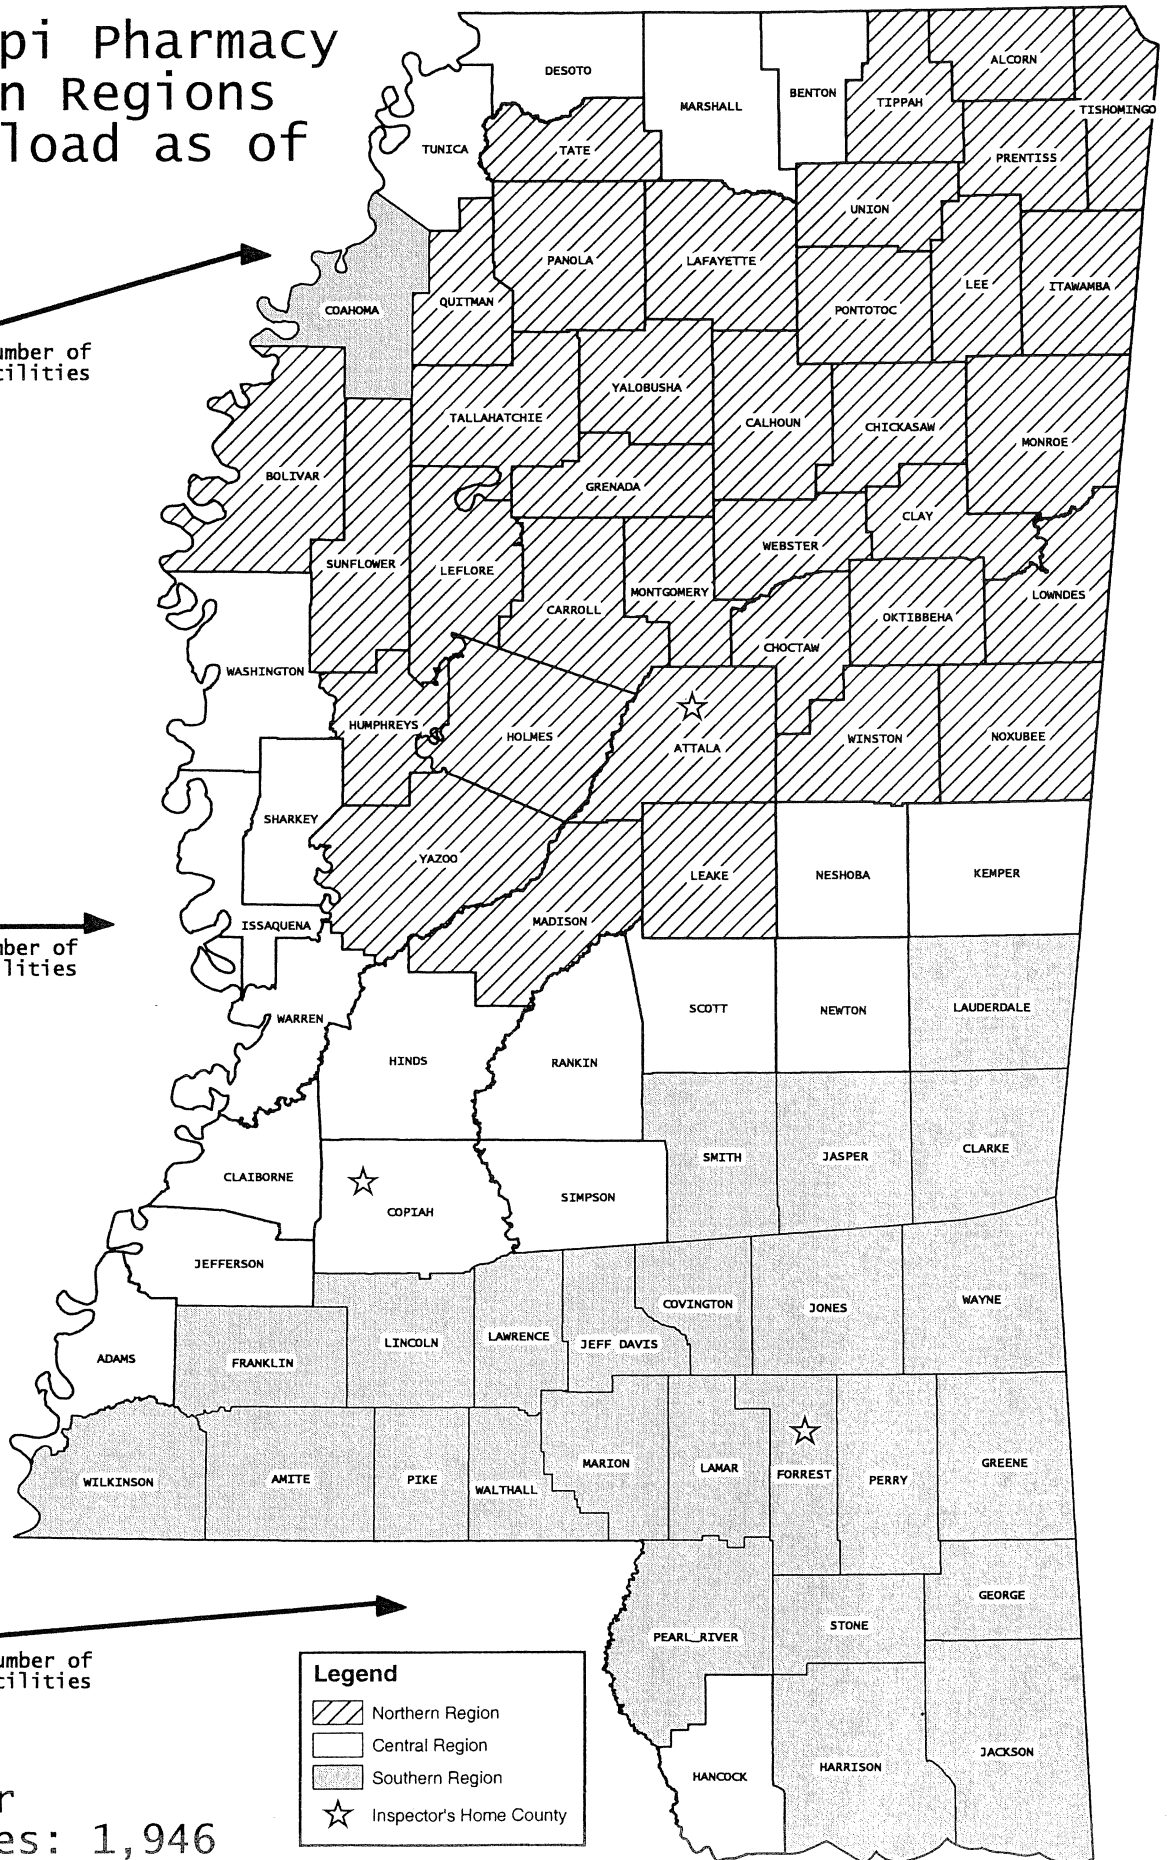 pi Pharmacy
n Regions
load as of
DESOTO
MARSHALL
BENTON
TIPPAH
ALCORN
TISHOMINGO
TUNICA
TATE
PRENTISS
UNION
PANOLA
LAFAYETTE
COAHOMA
QUITMAN
PONTOTOC
LEE
ITAWAMBA
umber of
cilities
TALLAHATCHIE
YALOBUSHA
CALHOUN
CHICKASAW
MONROE
BOLIVAR
GRENADA
CLAY
SUNFLOWER
LEFLORE
WEBSTER
MONTGOMERY
CARROLL
LOWNDES
OKTIBBEHA
CHOCTAW
WASHINGTON
HUMPHREYS
HOLMES
ATTALA
WINSTON
NOXUBEE
SHARKEY
YAZOO
LEAKE
NESHOBA
KEMPER
ISSAQUENA
MADISON
mber of
lities
WARREN
SCOTT
NEWTON
LAUDERDALE
HINDS
RANKIN
SMITH
JASPER
CLARKE
CLAIBORNE
COPIAH
SIMPSON
JEFFERSON
COVINGTON
JONES
WAYNE
ADAMS
FRANKLIN
LINCOLN
LAWRENCE
JEFF DAVIS
WILKINSON
AMITE
PIKE
WALTHALL
MARION
LAMAR
FORREST
PERRY
GREENE
GEORGE
STONE
PEARL RIVER
umber of
cilities
Legend
Northern Region
Central Region
Southern Region
Inspector's Home County
HANCOCK
HARRISON
JACKSON
r
es: 1,946